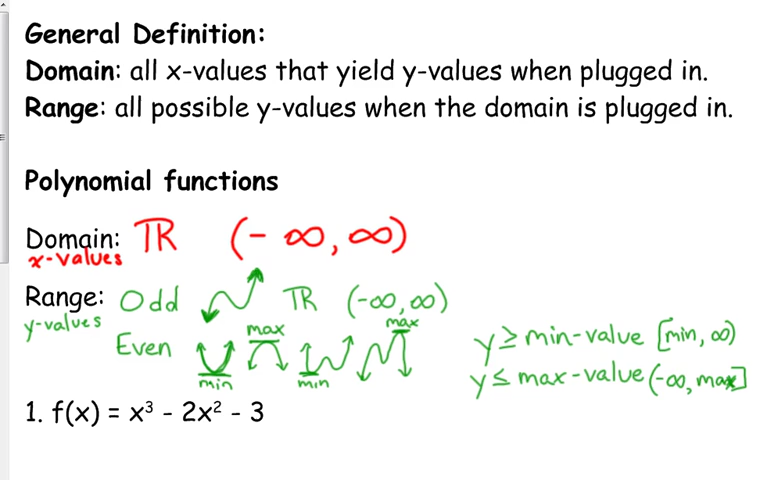 General Definition:
Domain: all x-values that yield y-values when plugged in.
Range: all possible y-values when the domain is plugged in.
Polynomial functions
Domain: ℝ (-∞, ∞)
x-values
Range: Odd ℝ (-∞, ∞)
y-values
Even
max
min
min
max
y ≥ min-value [min, ∞)
y ≤ max-value (-∞, max]
1. f(x) = x³ - 2x² - 3